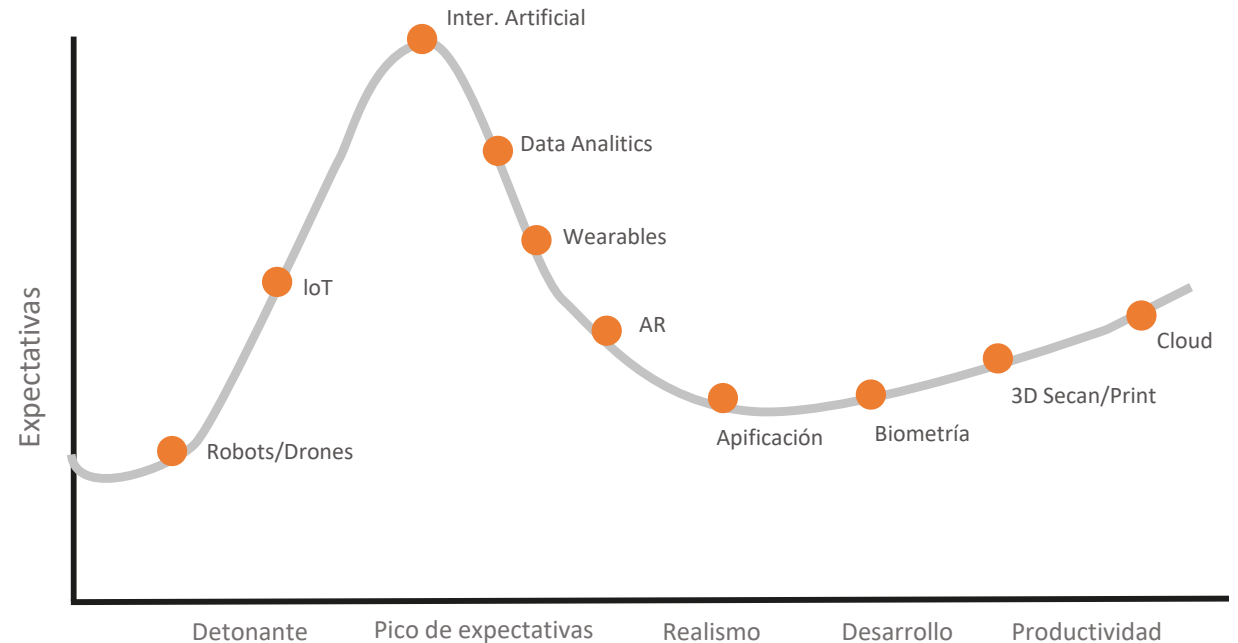 Inter. Artificial
Data Analitics
Wearables
IoT
AR
Cloud
3D Secan/Print
Apificación
Biometría
Robots/Drones
Expectativas
Detonante
Pico de expectativas
Realismo
Desarrollo
Productividad